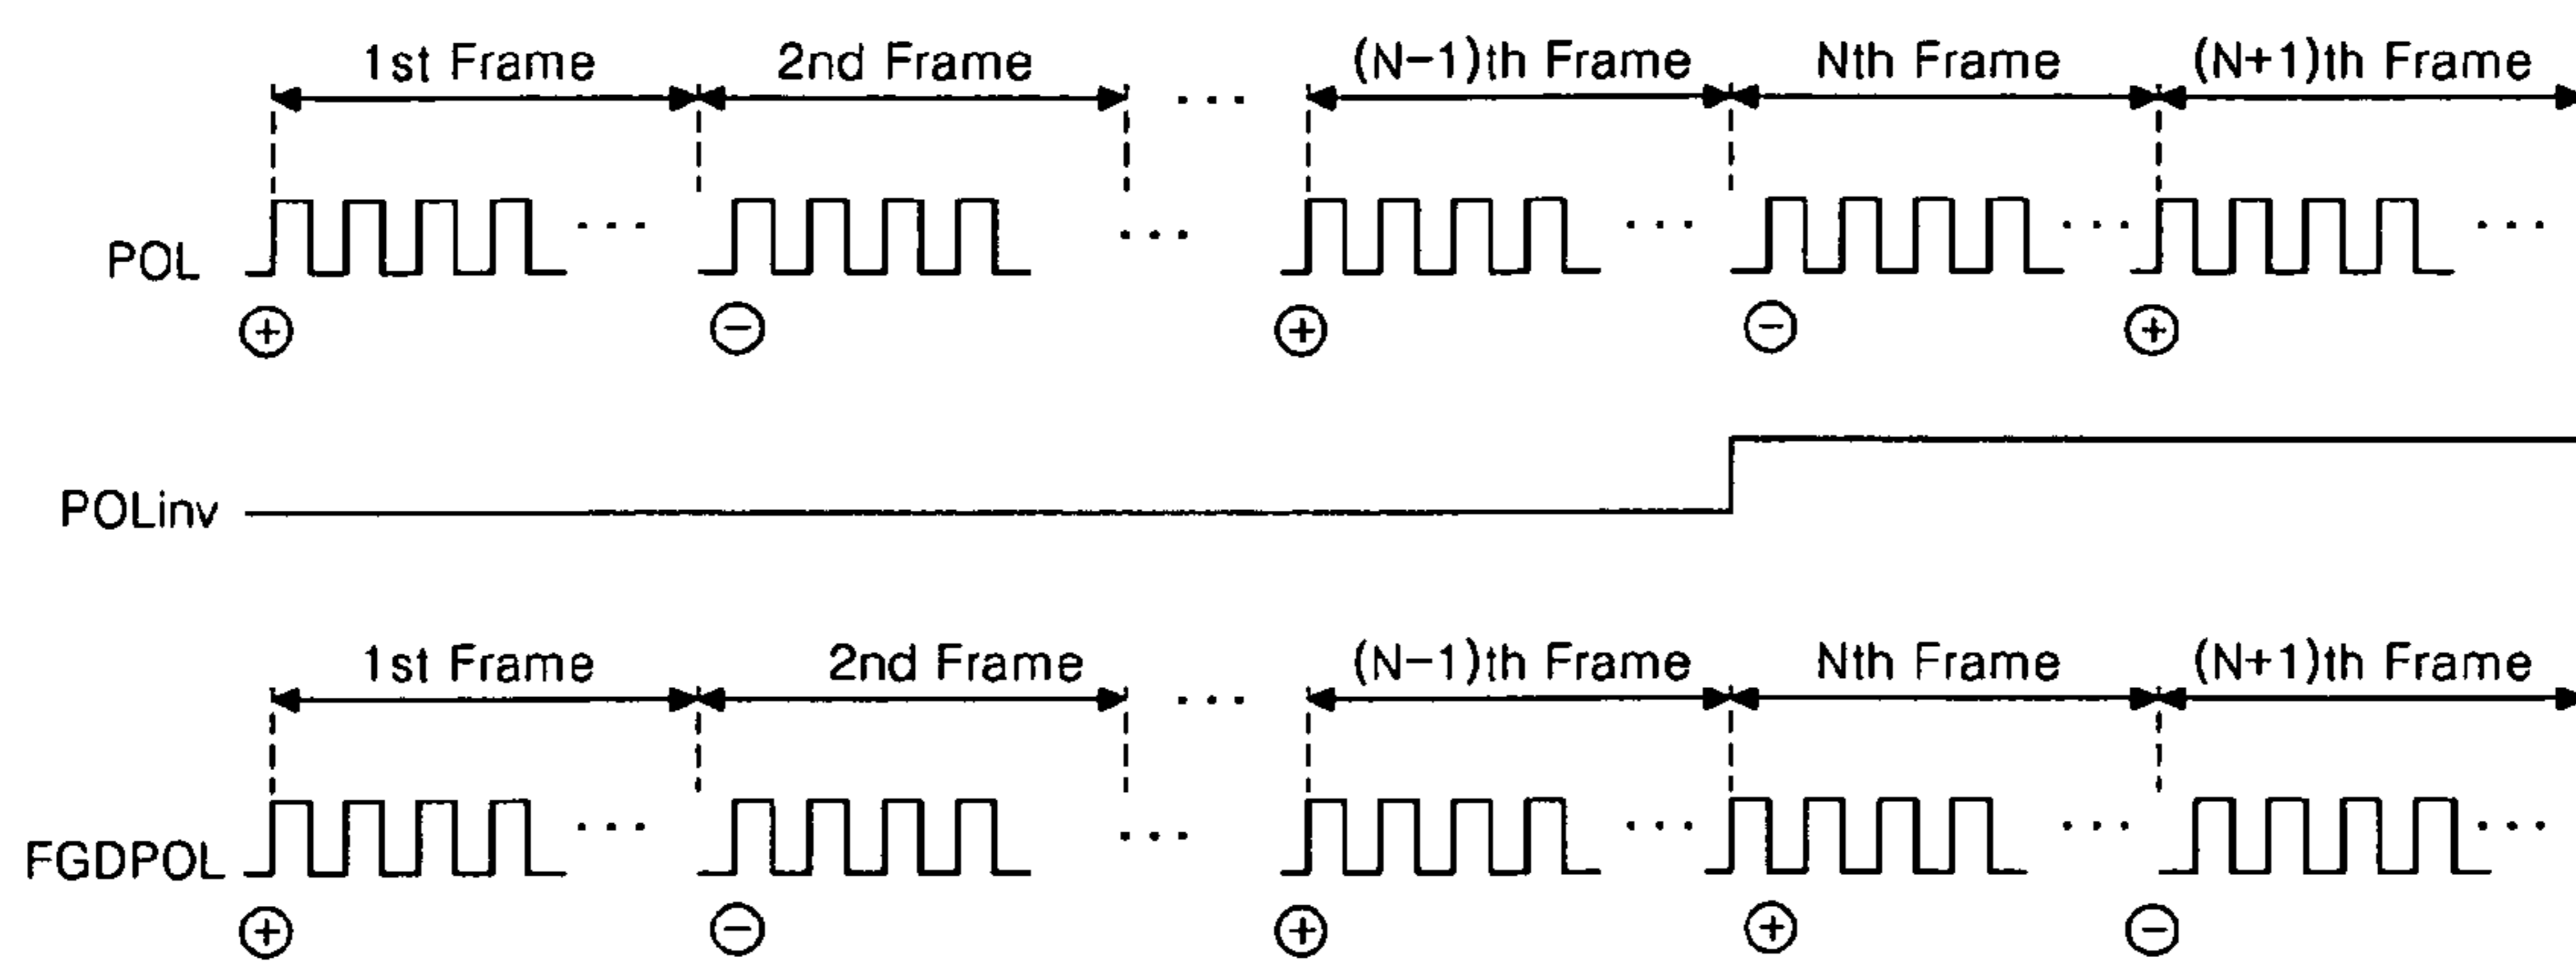 1st Frame 2nd Frame ... (N-1)th Frame Nth Frame (N+1)th Frame
POL ... ... ... ... ...
+ - + - +
POLinv
1st Frame 2nd Frame ... (N-1)th Frame Nth Frame (N+1)th Frame
FGDPOL ... ... ... ... ...
+ - + + -